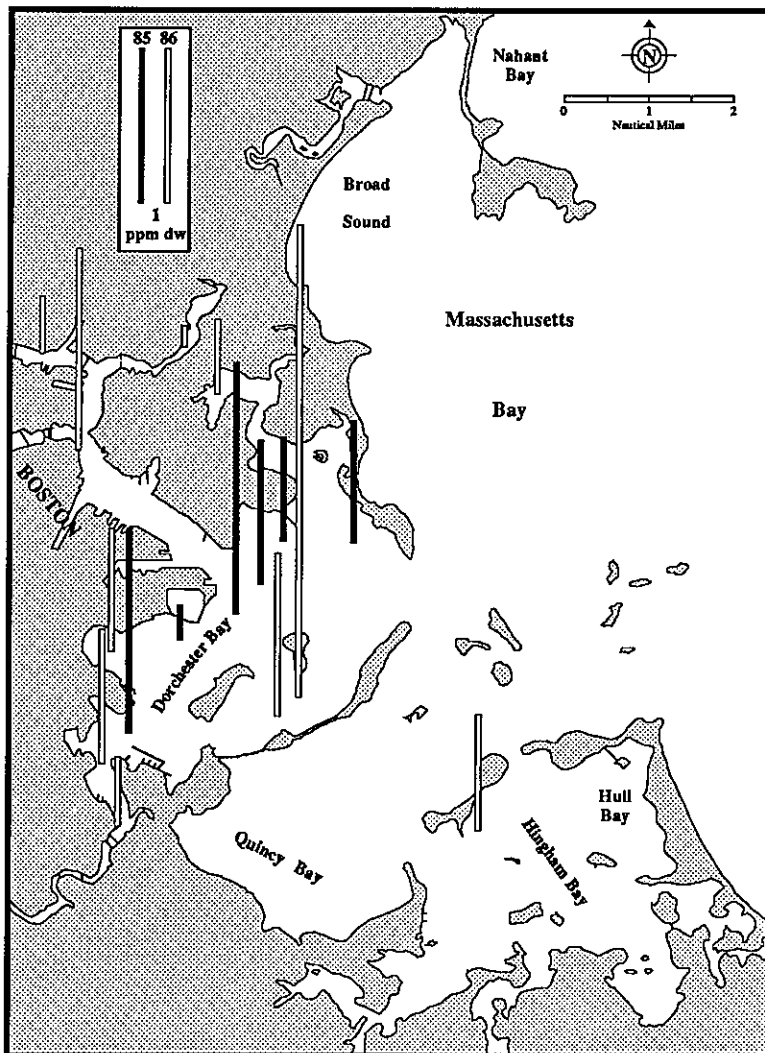 85 86
1
ppm dw
Nahant
Bay
N
0 1 2
Nautical Miles
Broad
Sound
Massachusetts
Bay
BOSTON
Dorchester Bay
Quincy Bay
Hingham Bay
Hull
Bay